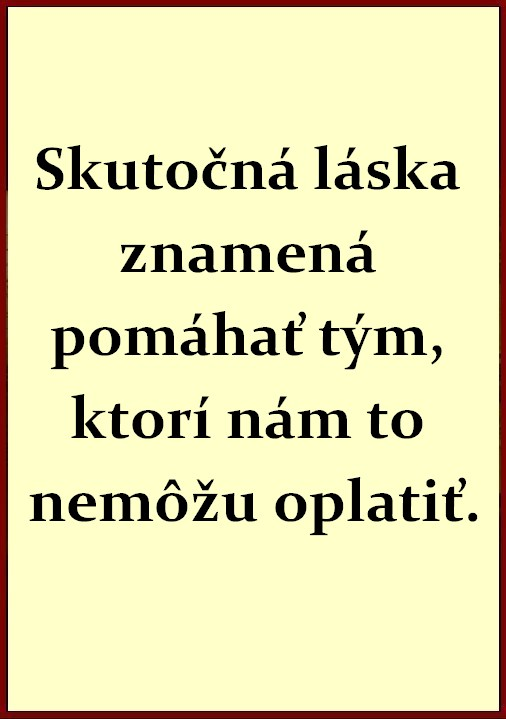 Skutočná láska
znamená
pomáhať tým,
ktorí nám to
nemôžu oplatiť.